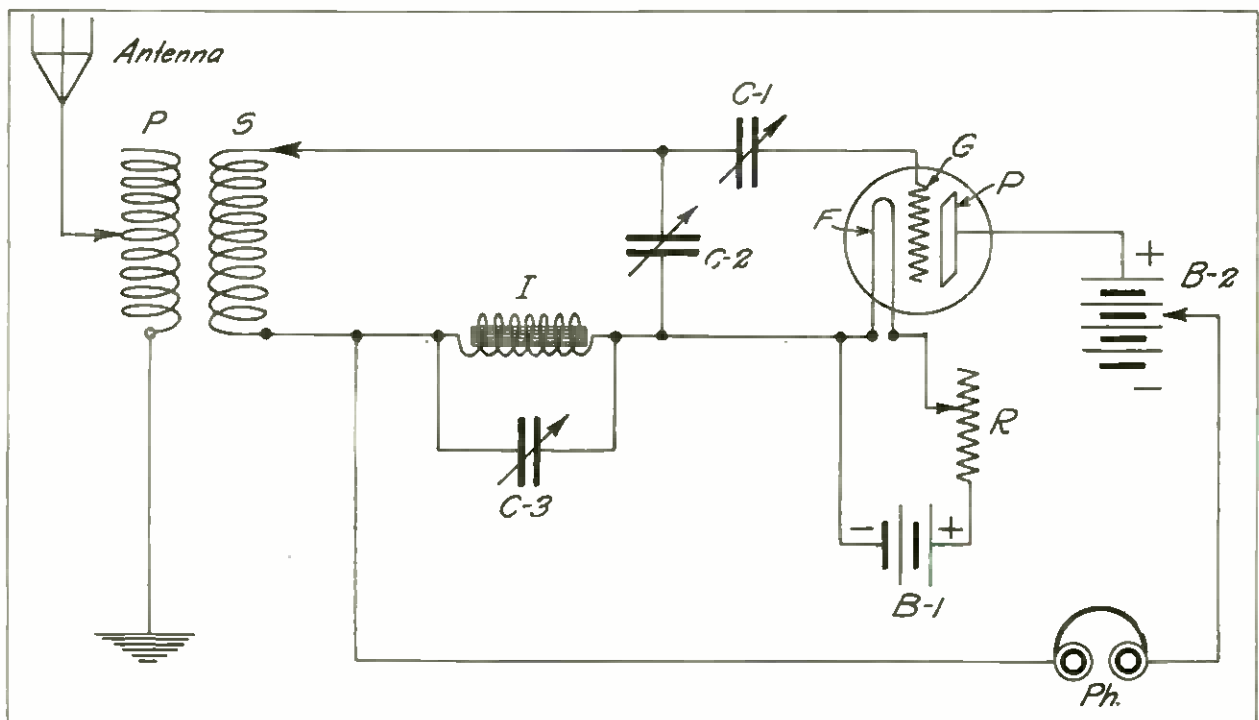 Antenna
P
S
C-1
G
P
F
C-2
+
B-2
I
−
R
C-3
− +
B-1
Ph.